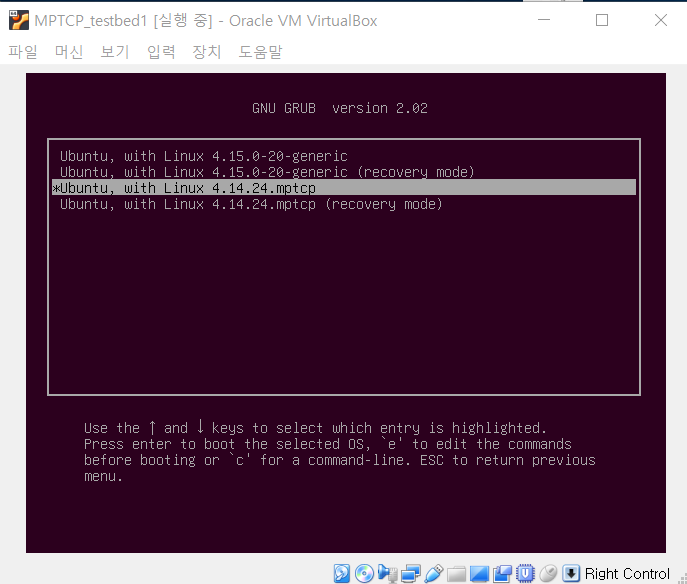 MPTCP_testbed1 [실행 중] - Oracle VM VirtualBox
파일 머신 보기 입력 장치 도움말
GNU GRUB version 2.02
Ubuntu, with Linux 4.15.0-20-generic
Ubuntu, with Linux 4.15.0-20-generic (recovery mode)
*Ubuntu, with Linux 4.14.24.mptcp
Ubuntu, with Linux 4.14.24.mptcp (recovery mode)
Use the ↑ and ↓ keys to select which entry is highlighted.
Press enter to boot the selected OS, `e' to edit the commands
before booting or `c' for a command-line. ESC to return previous
menu.
Right Control